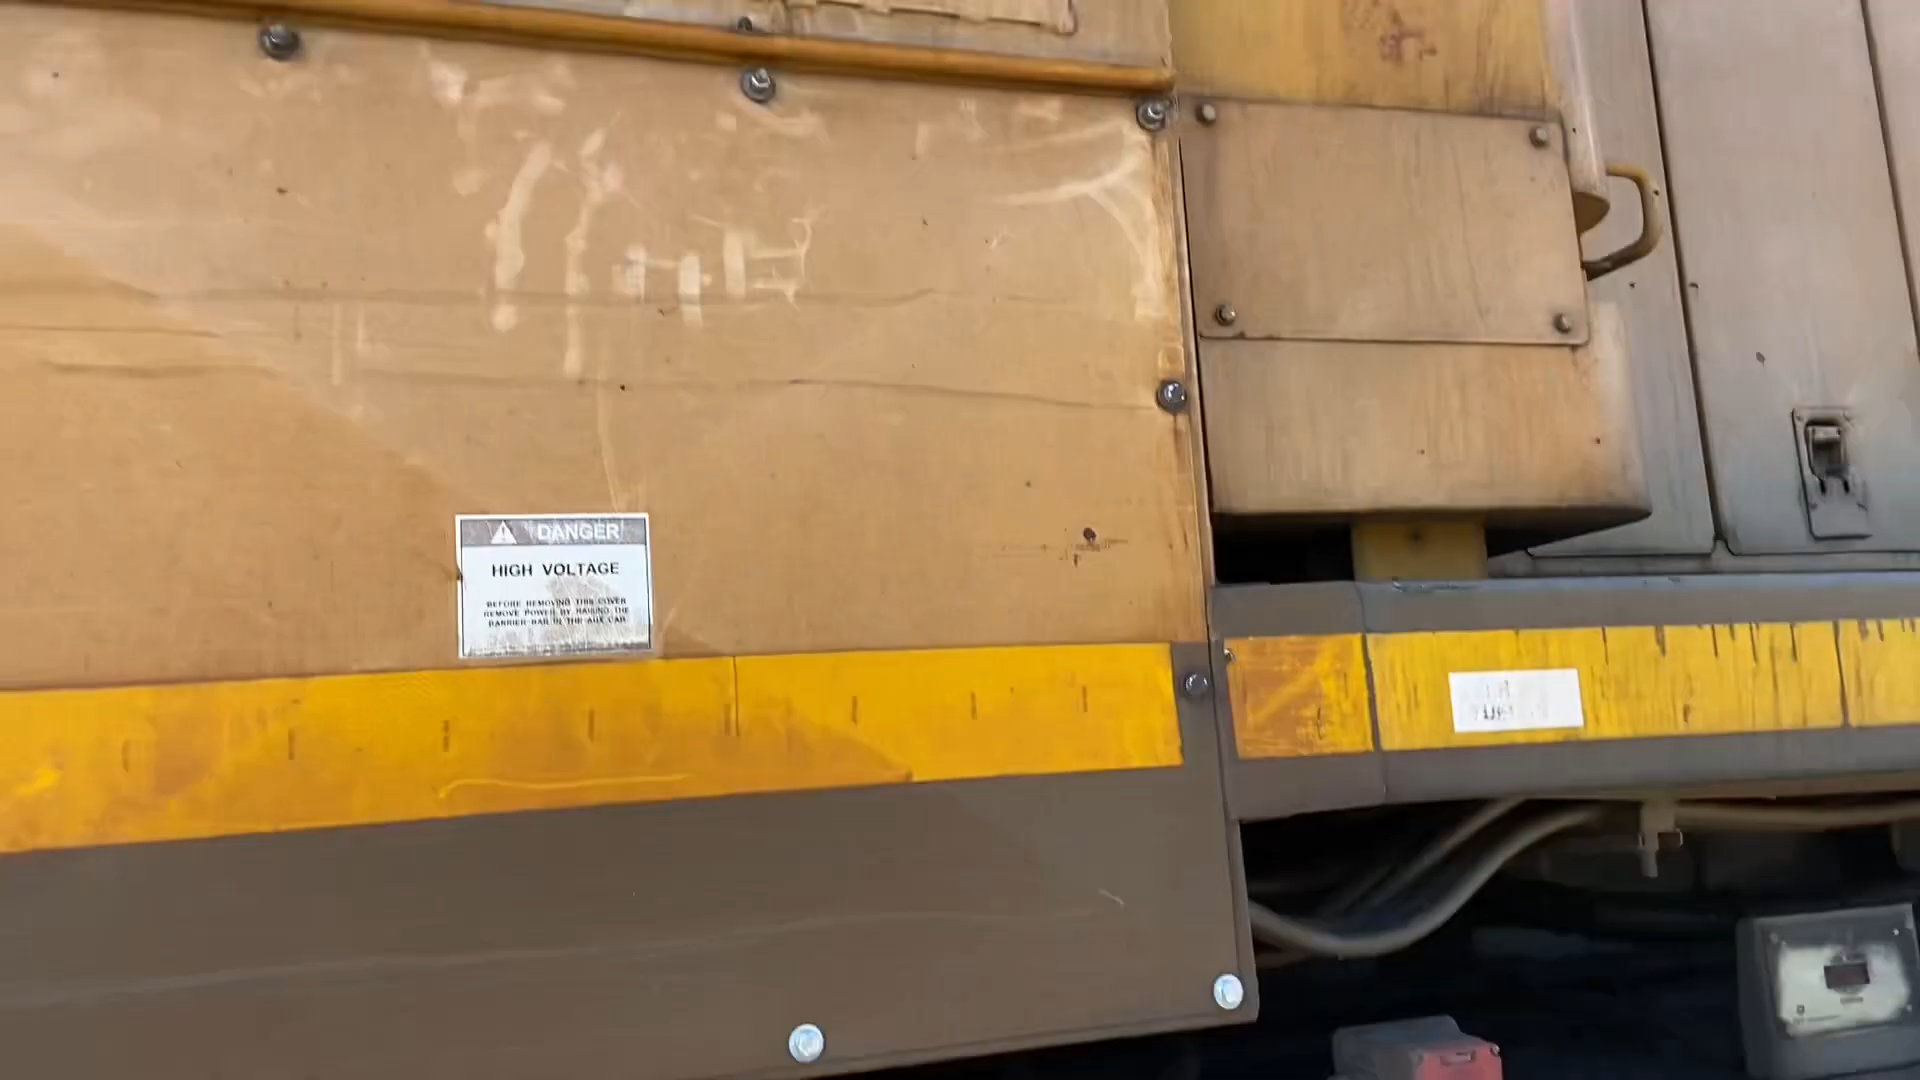 DANGER
HIGH VOLTAGE
BEFORE REMOVING THIS COVER
REMOVE POWER BY RAISING THE
BARRIER BAR IN THE AUX CAB